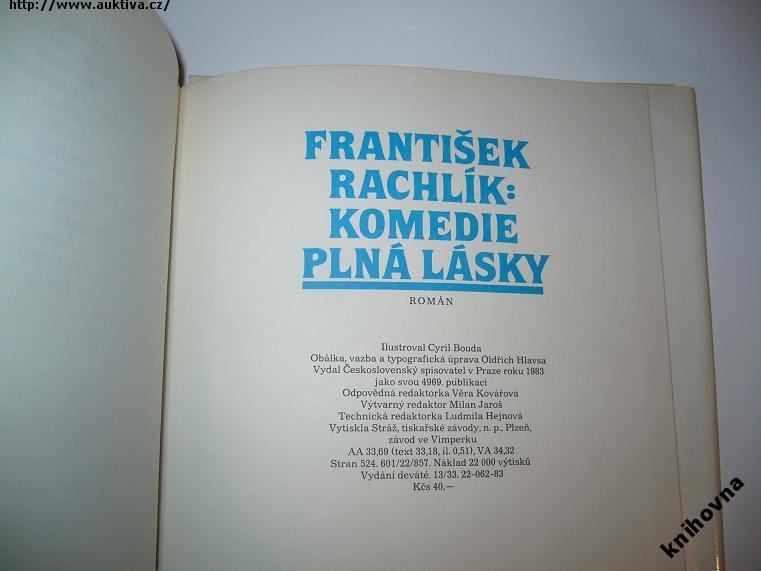 http://www.auktiva.cz/
FRANTIŠEK
RACHLÍK:
KOMEDIE
PLNÁ LÁSKY
ROMÁN
Ilustroval Cyril Bouda
Obálka, vazba a typografická úprava Oldřich Hlavsa
Vydal Československý spisovatel v Praze roku 1983
jako svou 4969. publikaci
Odpovědná redaktorka Věra Kovářová
Výtvarný redaktor Milan Jaroš
Technická redaktorka Ludmila Hejnová
Vytiskla Stráž, tiskařské závody, n. p., Plzeň,
závod ve Vimperku
AA 33,69 (text 33,18, il. 0,51), VA 34,32
Stran 524. 601/22/857. Náklad 22 000 výtisků
Vydání deváté. 13/33. 22-062-83
Kčs 40,—
knihovna